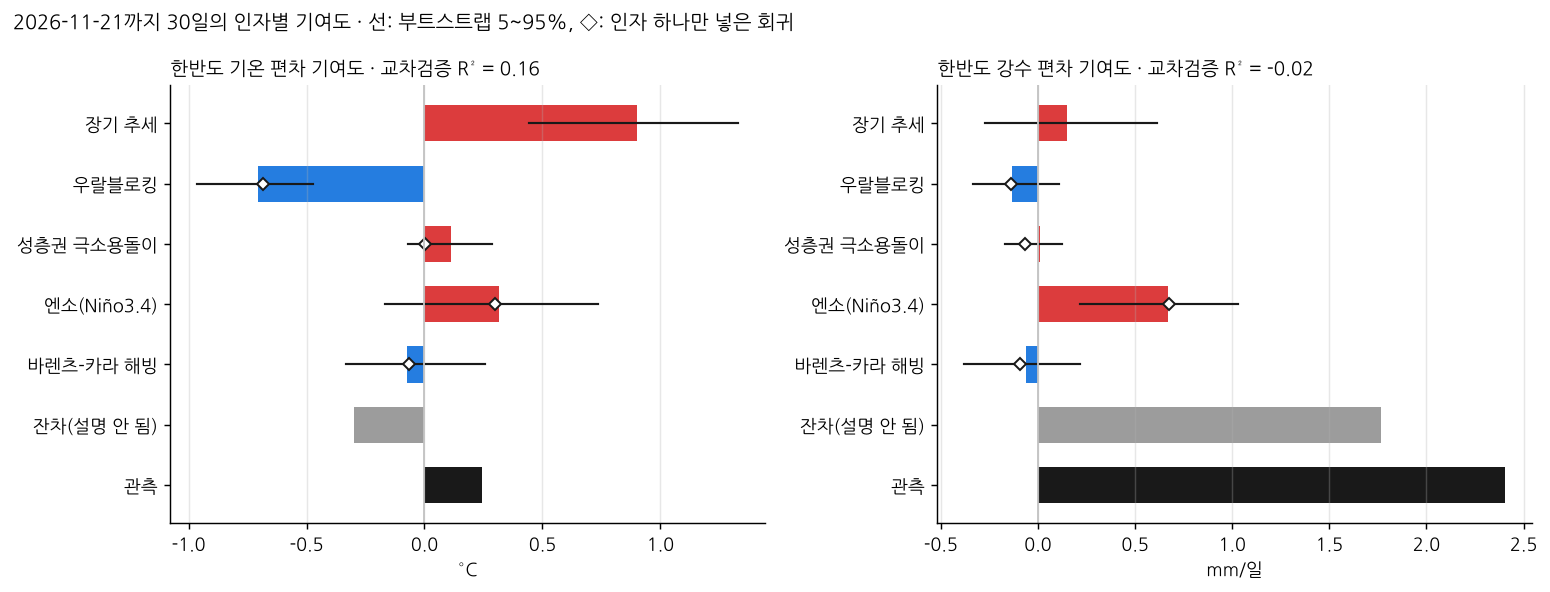 2026-11-21까지 30일의 인자별 기여도 · 선: 부트스트랩 5~95%, ◇: 인자 하나만 넣은 회귀
한반도 기온 편차 기여도 · 교차검증 R² = 0.16
장기 추세
우랄블로킹
성층권 극소용돌이
엔소(Niño3.4)
바렌츠-카라 해빙
잔차(설명 안 됨)
관측
-1.0 -0.5 0.0 0.5 1.0
°C
한반도 강수 편차 기여도 · 교차검증 R² = -0.02
장기 추세
우랄블로킹
성층권 극소용돌이
엔소(Niño3.4)
바렌츠-카라 해빙
잔차(설명 안 됨)
관측
-0.5 0.0 0.5 1.0 1.5 2.0 2.5
mm/일